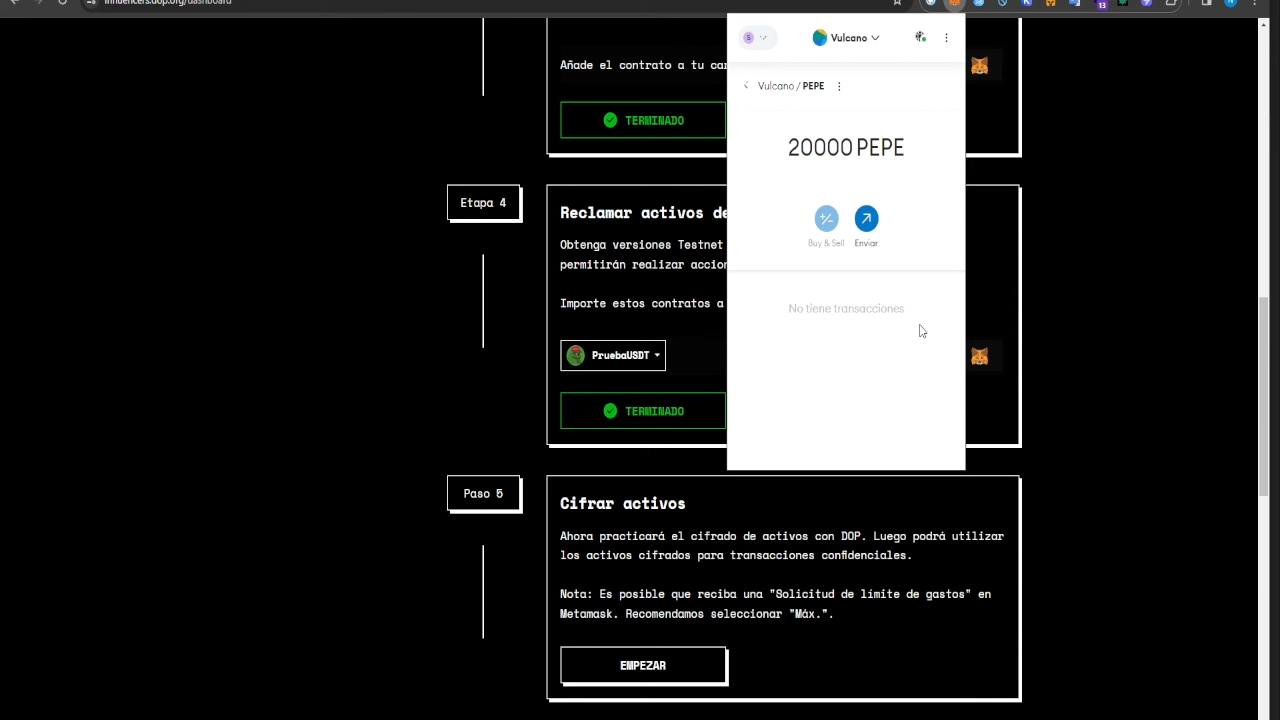 influencers.dop.org/dashboard
13
S
Vulcano
Añade el contrato a tu car
TERMINADO
Vulcano / PEPE
20000 PEPE
Buy & Sell
Enviar
No tiene transacciones
Etapa 4
Reclamar activos de
Obtenga versiones Testnet
permitirán realizar accion
Importe estos contratos a
PruebaUSDT
TERMINADO
Paso 5
Cifrar activos
Ahora practicará el cifrado de activos con DOP. Luego podrá utilizar
los activos cifrados para transacciones confidenciales.
Nota: Es posible que reciba una "Solicitud de límite de gastos" en
Metamask. Recomendamos seleccionar "Máx.".
EMPEZAR